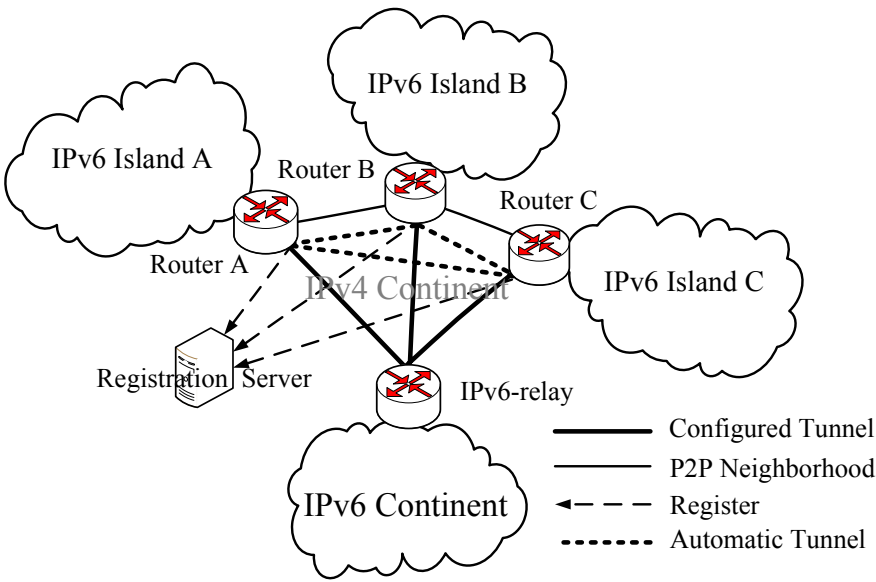 IPv6 Island B
IPv6 Island A
Router B
Router C
Router A
IPv4 Continent
IPv6 Island C
Registration Server
IPv6-relay
Configured Tunnel
P2P Neighborhood
IPv6 Continent
Register
Automatic Tunnel